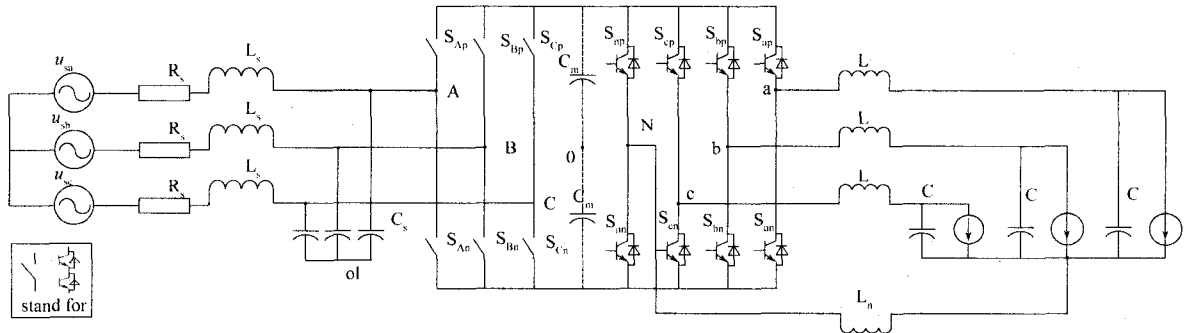 u_sa
R_s
L_s
u_sb
R_s
L_s
u_sc
R_s
L_s
C_s
o1
A
B
C
S_Ap
S_Bp
S_Cp
S_An
S_Bn
S_Cn
C_m
0
C_m
S_np
S_cp
S_bp
S_ap
N
a
b
c
S_nn
S_cn
S_bn
S_an
L
L
L
C
C
C
L_n
stand for